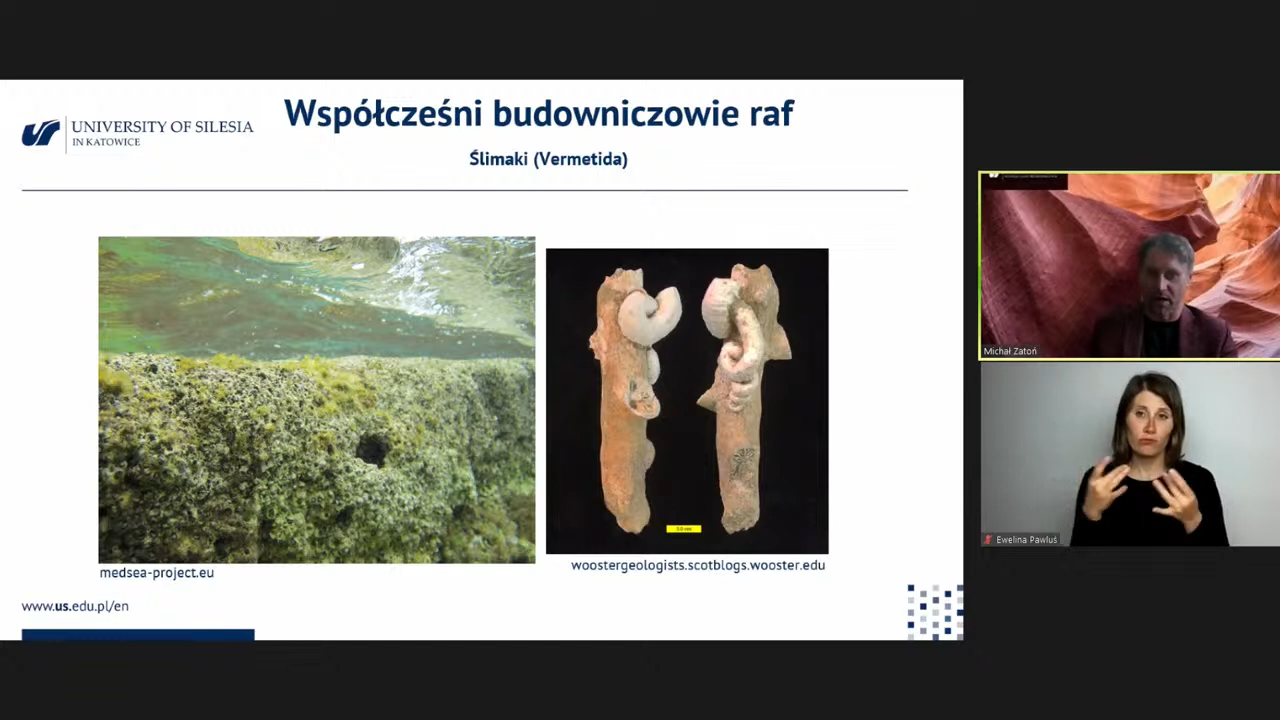 UNIVERSITY OF SILESIA
IN KATOWICE
Współcześni budowniczowie raf
Ślimaki (Vermetida)
medsea-project.eu
woostergeologists.scotblogs.wooster.edu
www.us.edu.pl/en
Michał Zatoń
Ewelina Pawluś